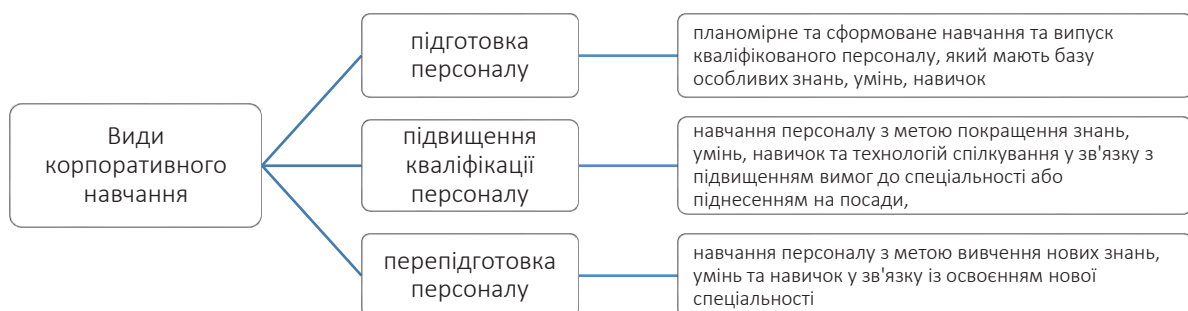 Види
корпоративного
навчання
підготовка
персоналу
планомірне та сформоване навчання та випуск
кваліфікованого персоналу, який мають базу
особливих знань, умінь, навичок
підвищення
кваліфікації
персоналу
навчання персоналу з метою покращення знань,
умінь, навичок та технологій спілкування у зв'язку з
підвищенням вимог до спеціальності або
піднесенням на посади,
перепідготовка
персоналу
навчання персоналу з метою вивчення нових знань,
умінь та навичок у зв'язку із освоєнням нової
спеціальності